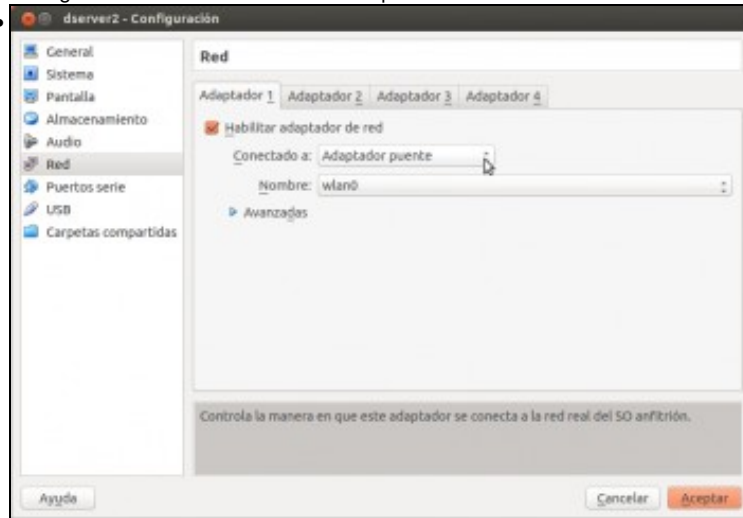 dserver2 - Configuración
General
Sistema
Pantalla
Almacenamiento
Audio
Red
Puertos serie
USB
Carpetas compartidas
Red
Adaptador 1 Adaptador 2 Adaptador 3 Adaptador 4
Habilitar adaptador de red
Conectado a: Adaptador puente
Nombre: wlan0
Avanzadas
Controla la manera en que este adaptador se conecta a la red real del SO anfitrión.
Ayuda Cancelar Aceptar